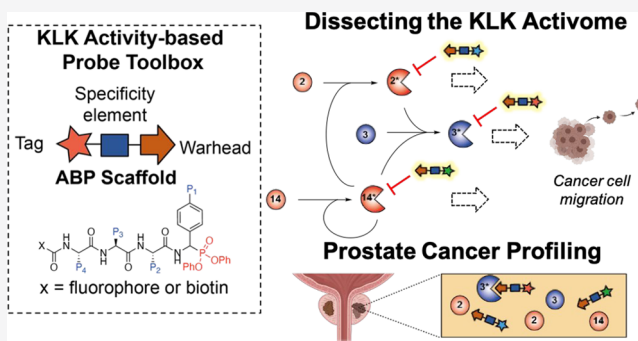 KLK Activity-based
Probe Toolbox
Specificity
element
Tag
Warhead
ABP Scaffold
P1
X
O
H
N
P4
O
P3
N
H
O
H
N
P2
O
N
H
O
P
PhO
OPh
x = fluorophore or biotin
Dissecting the KLK Activome
2
2*
3
3*
14
14*
Cancer cell
migration
Prostate Cancer Profiling
3*
2
3
2
14